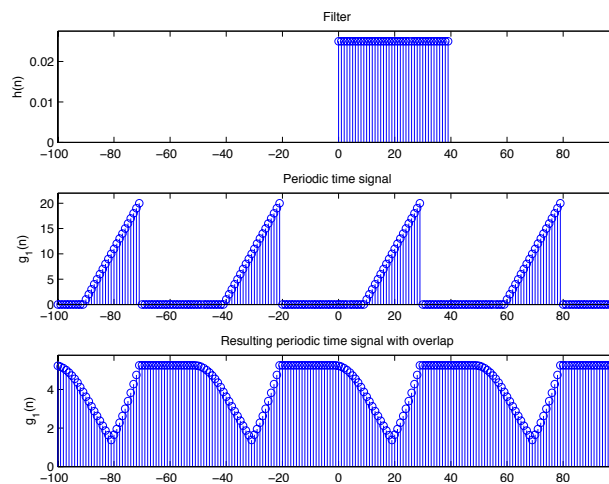 Filter
0.02
0.01
0
h(n)
−100 −80 −60 −40 −20 0 20 40 60 80
Periodic time signal
20
15
10
5
0
g1(n)
−100 −80 −60 −40 −20 0 20 40 60 80
Resulting periodic time signal with overlap
4
2
0
g1(n)
−100 −80 −60 −40 −20 0 20 40 60 80